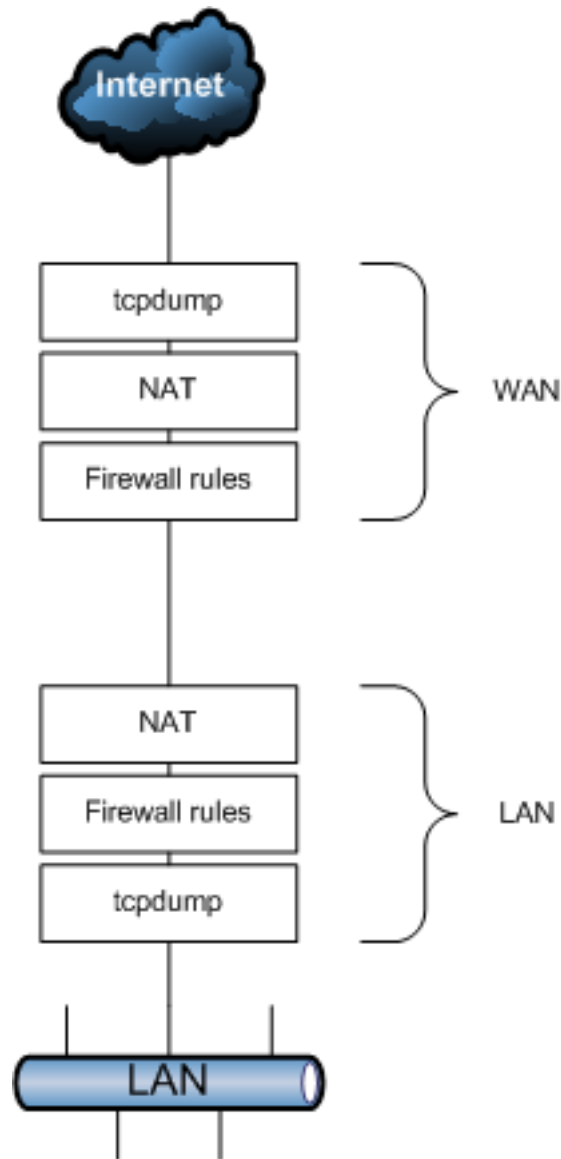 Internet
tcpdump
NAT
WAN
Firewall rules
NAT
Firewall rules
LAN
tcpdump
LAN